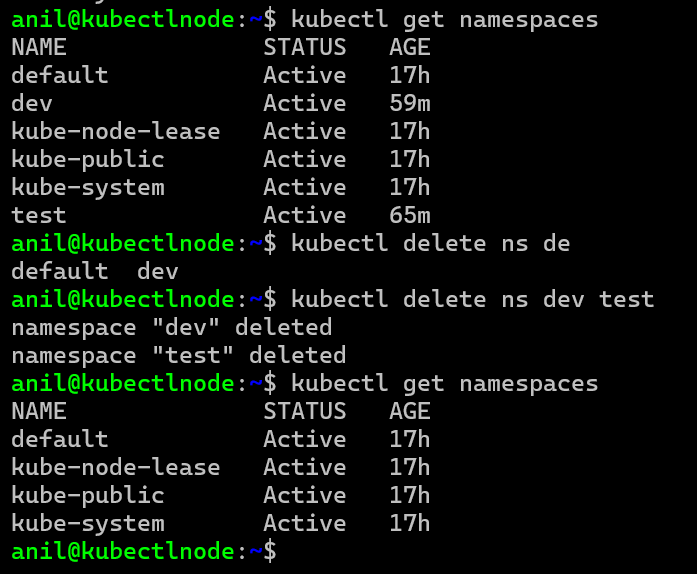 anil@kubectlnode:~$ kubectl get namespaces
NAME              STATUS   AGE
default           Active   17h
dev               Active   59m
kube-node-lease   Active   17h
kube-public       Active   17h
kube-system       Active   17h
test              Active   65m
anil@kubectlnode:~$ kubectl delete ns de
default  dev
anil@kubectlnode:~$ kubectl delete ns dev test
namespace "dev" deleted
namespace "test" deleted
anil@kubectlnode:~$ kubectl get namespaces
NAME              STATUS   AGE
default           Active   17h
kube-node-lease   Active   17h
kube-public       Active   17h
kube-system       Active   17h
anil@kubectlnode:~$